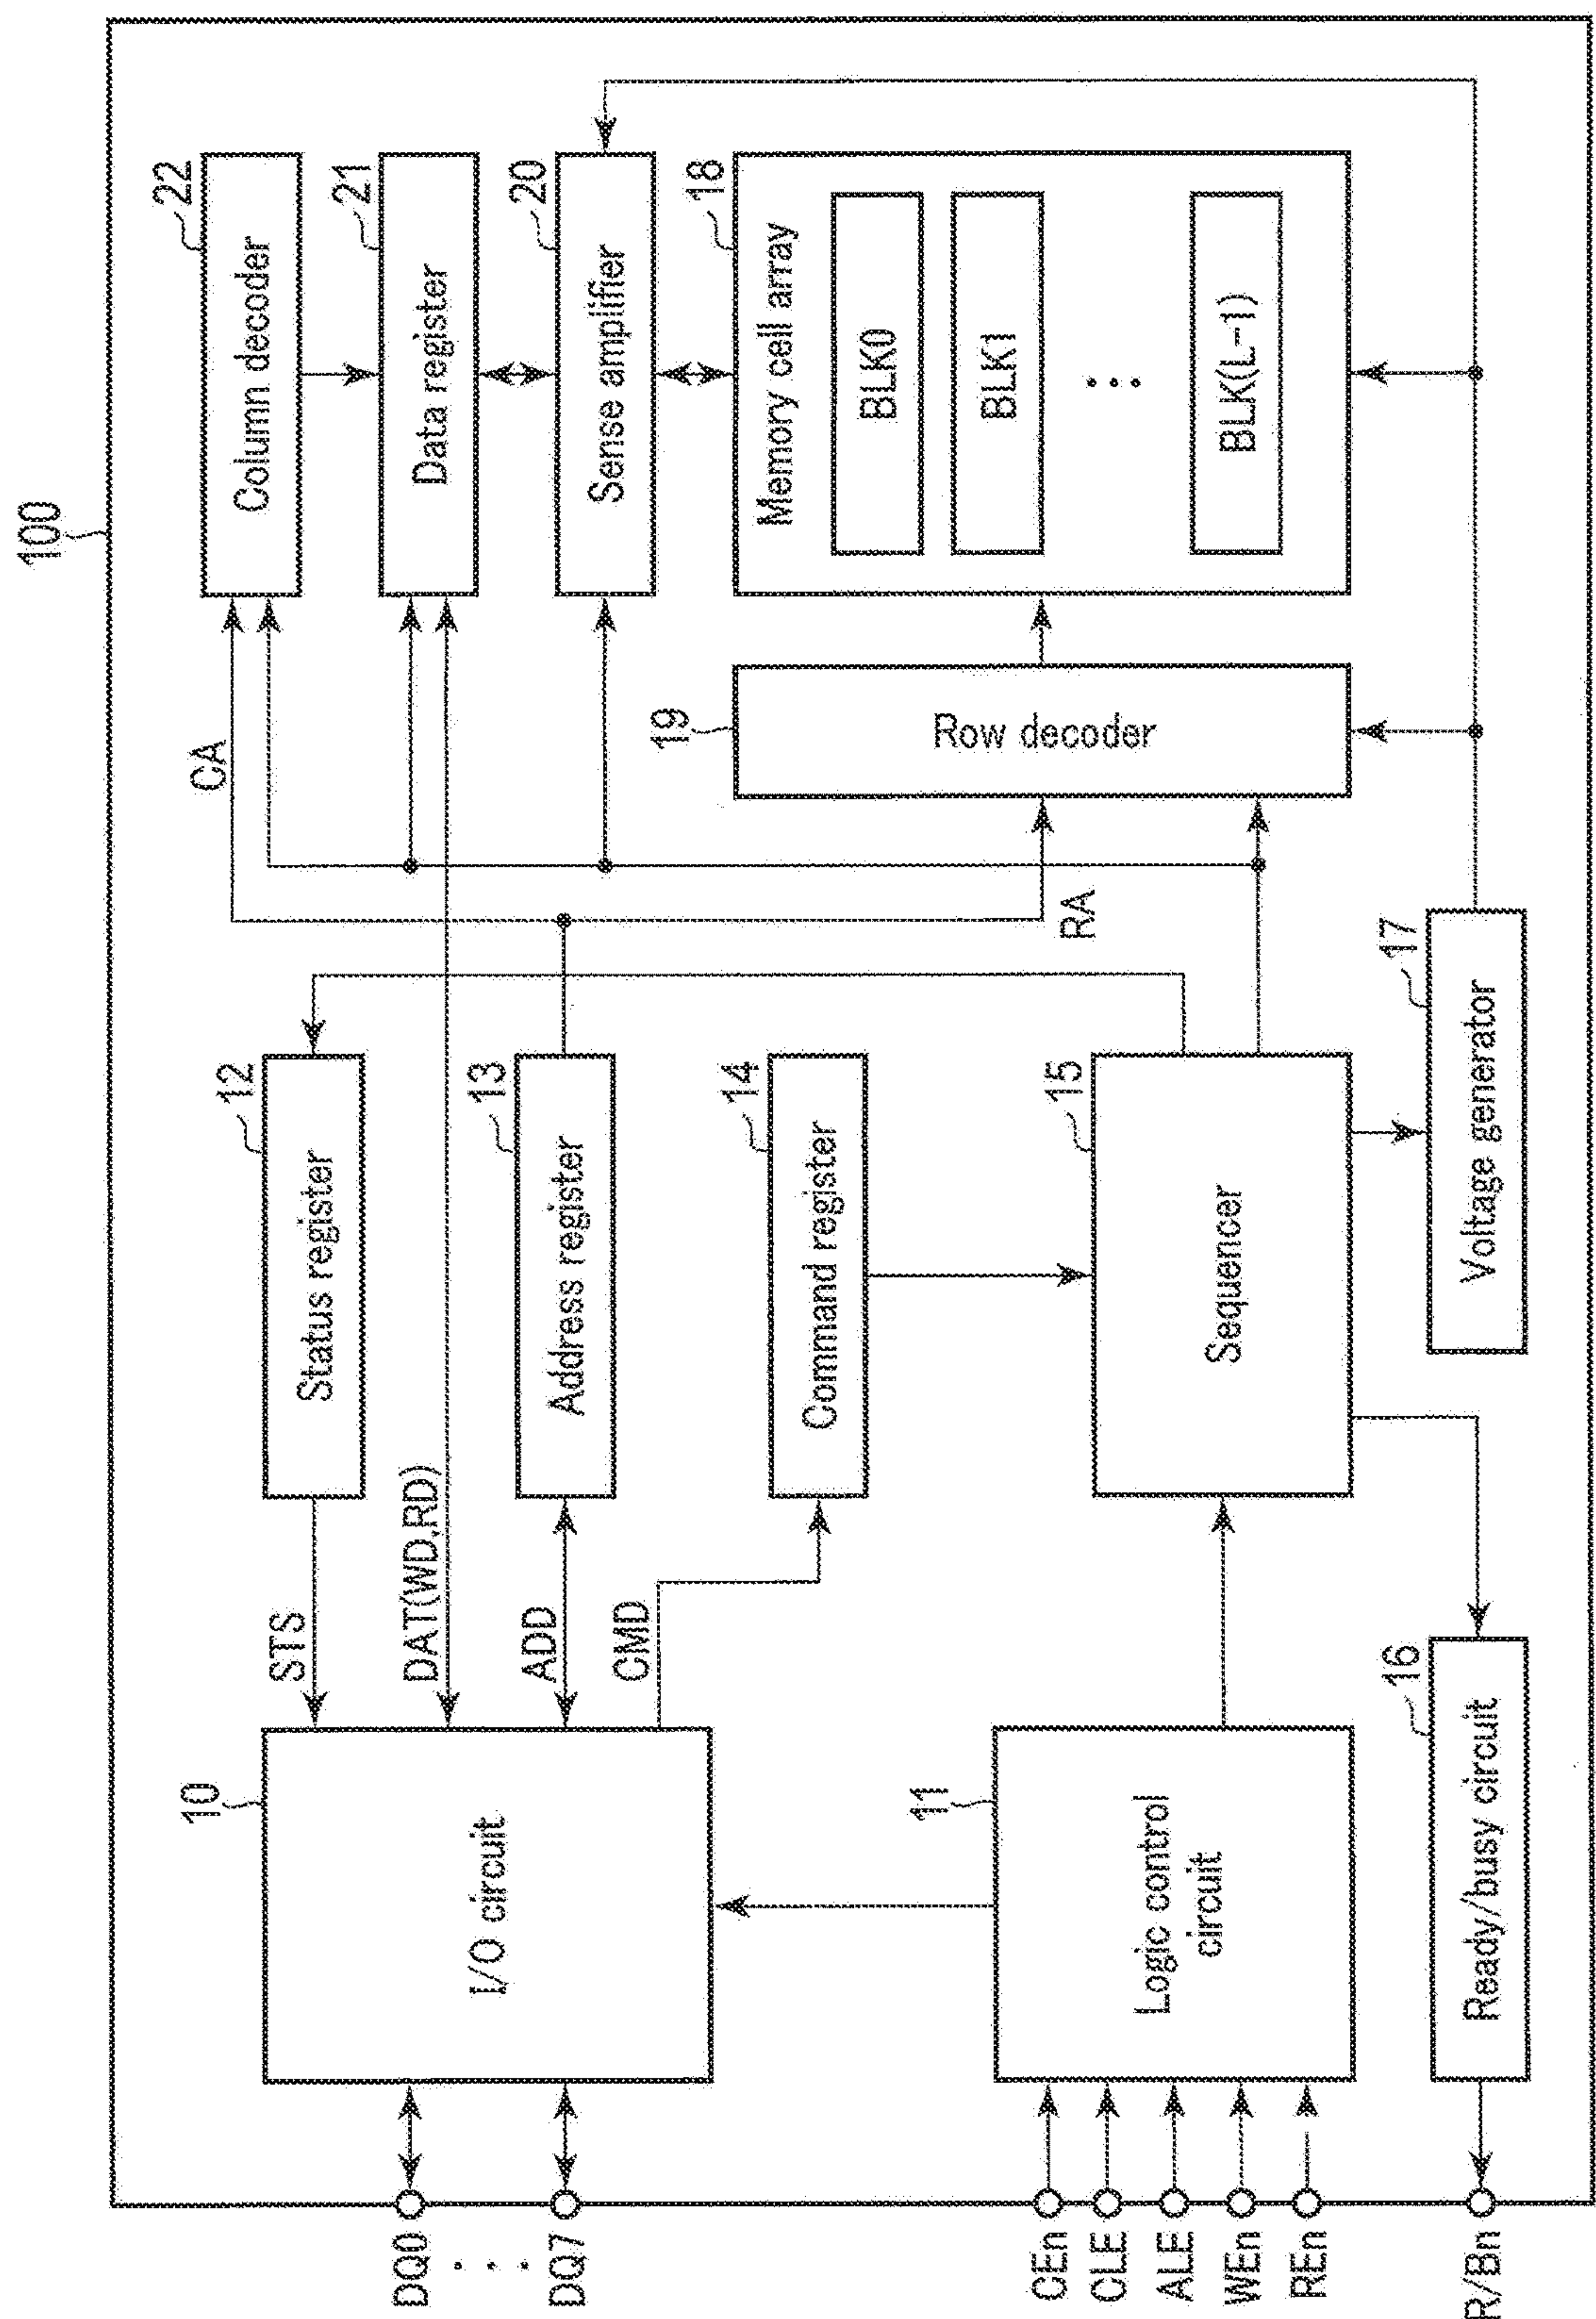 100
DQ0
DQ7
CEn
CLE
ALE
WEn
REn
R/Bn
10
I/O circuit
11
Logic control
circuit
16
Ready/busy circuit
STS
DAT(WD,RD)
ADD
CMD
12
Status register
13
Address register
14
Command register
15
Sequencer
17
Voltage generator
CA
RA
19
Row decoder
22
Column decoder
21
Data register
20
Sense amplifier
18
Memory cell array
BLK0
BLK1
BLK(L-1)